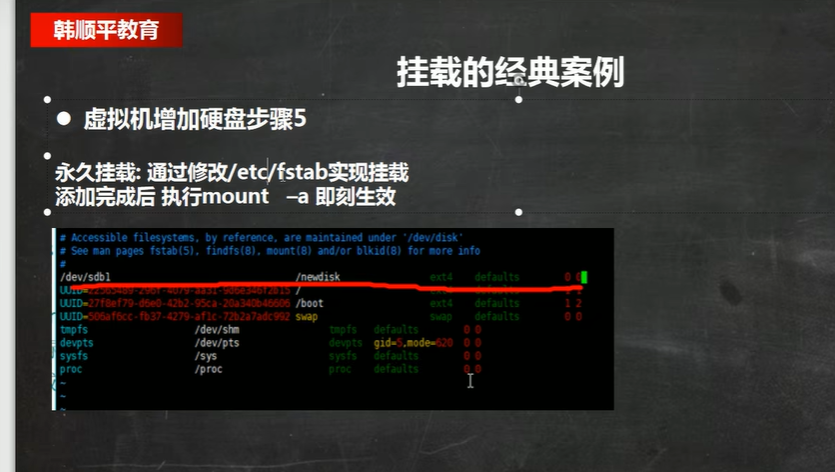 韩顺平教育
挂载的经典案例
● 虚拟机增加硬盘步骤5
永久挂载: 通过修改/etc/fstab实现挂载
添加完成后 执行mount –a 即刻生效
# Accessible filesystems, by reference, are maintained under '/dev/disk'
# See man pages fstab(5), findfs(8), mount(8) and/or blkid(8) for more info
#
/dev/sdb1 /newdisk ext4 defaults 0 0
/
UUID=27f8ef79-d6e0-42b2-95ca-20a340b46606 /boot ext4 defaults 1 2
UUID=506af6cc-fb37-4279-af1c-72b2a7adc992 swap swap defaults 0 0
tmpfs /dev/shm tmpfs defaults 0 0
devpts /dev/pts devpts gid=5,mode=620 0 0
sysfs /sys sysfs defaults 0 0
proc /proc proc defaults 0 0
~
~
~